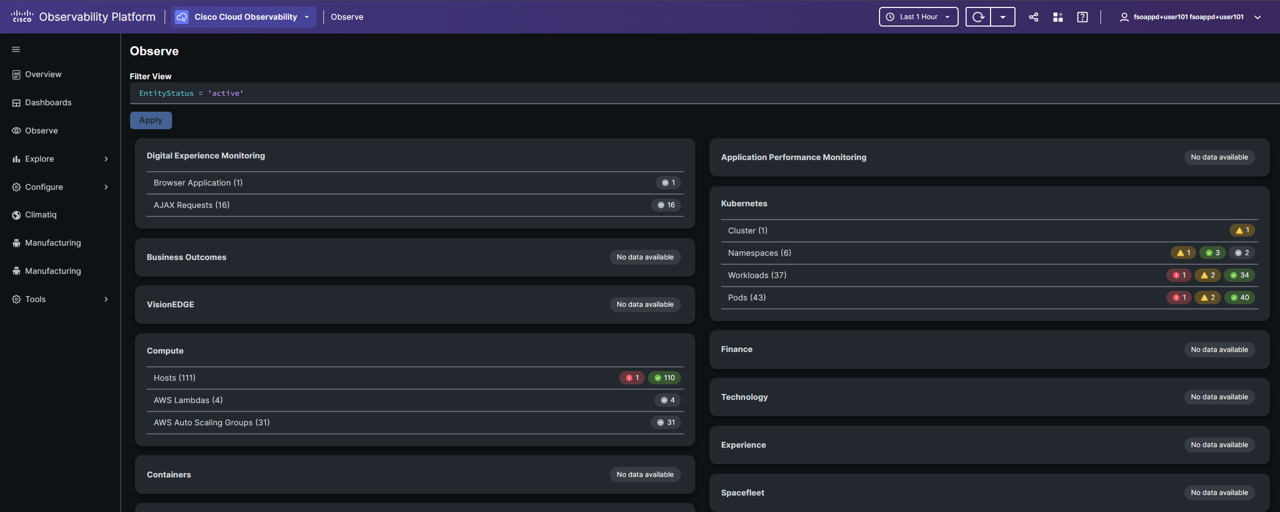 CISCO Observability Platform
Cisco Cloud Observability
Observe
Last 1 Hour
fsoappd+user101 fsoappd+user101
Overview
Dashboards
Observe
Explore
Configure
Climatiq
Manufacturing
Manufacturing
Tools
Observe
Filter View
EntityStatus = 'active'
Apply
Digital Experience Monitoring
Browser Application (1) 1
AJAX Requests (16) 16
Business Outcomes No data available
VisionEDGE No data available
Compute
Hosts (111) 1 110
AWS Lambdas (4) 4
AWS Auto Scaling Groups (31) 31
Containers No data available
Application Performance Monitoring No data available
Kubernetes
Cluster (1) 1
Namespaces (6) 1 3 2
Workloads (37) 1 2 34
Pods (43) 1 2 40
Finance No data available
Technology No data available
Experience No data available
Spacefleet No data available